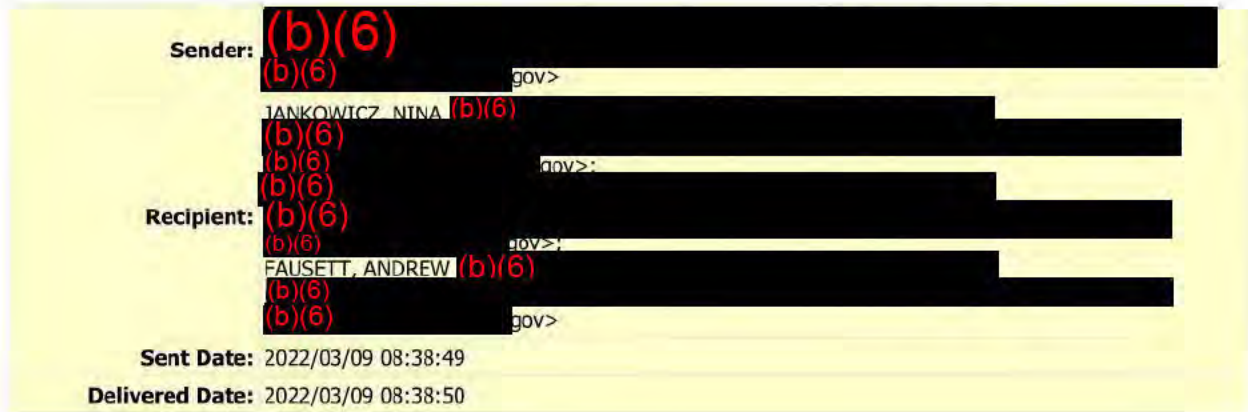 Sender: (b)(6)
(b)(6) gov>
JANKOWICZ, NINA (b)(6)
(b)(6)
(b)(6) gov>;
(b)(6)
Recipient: (b)(6)
(b)(6) gov>;
FAUSETT, ANDREW (b)(6)
(b)(6)
(b)(6) gov>
Sent Date: 2022/03/09 08:38:49
Delivered Date: 2022/03/09 08:38:50